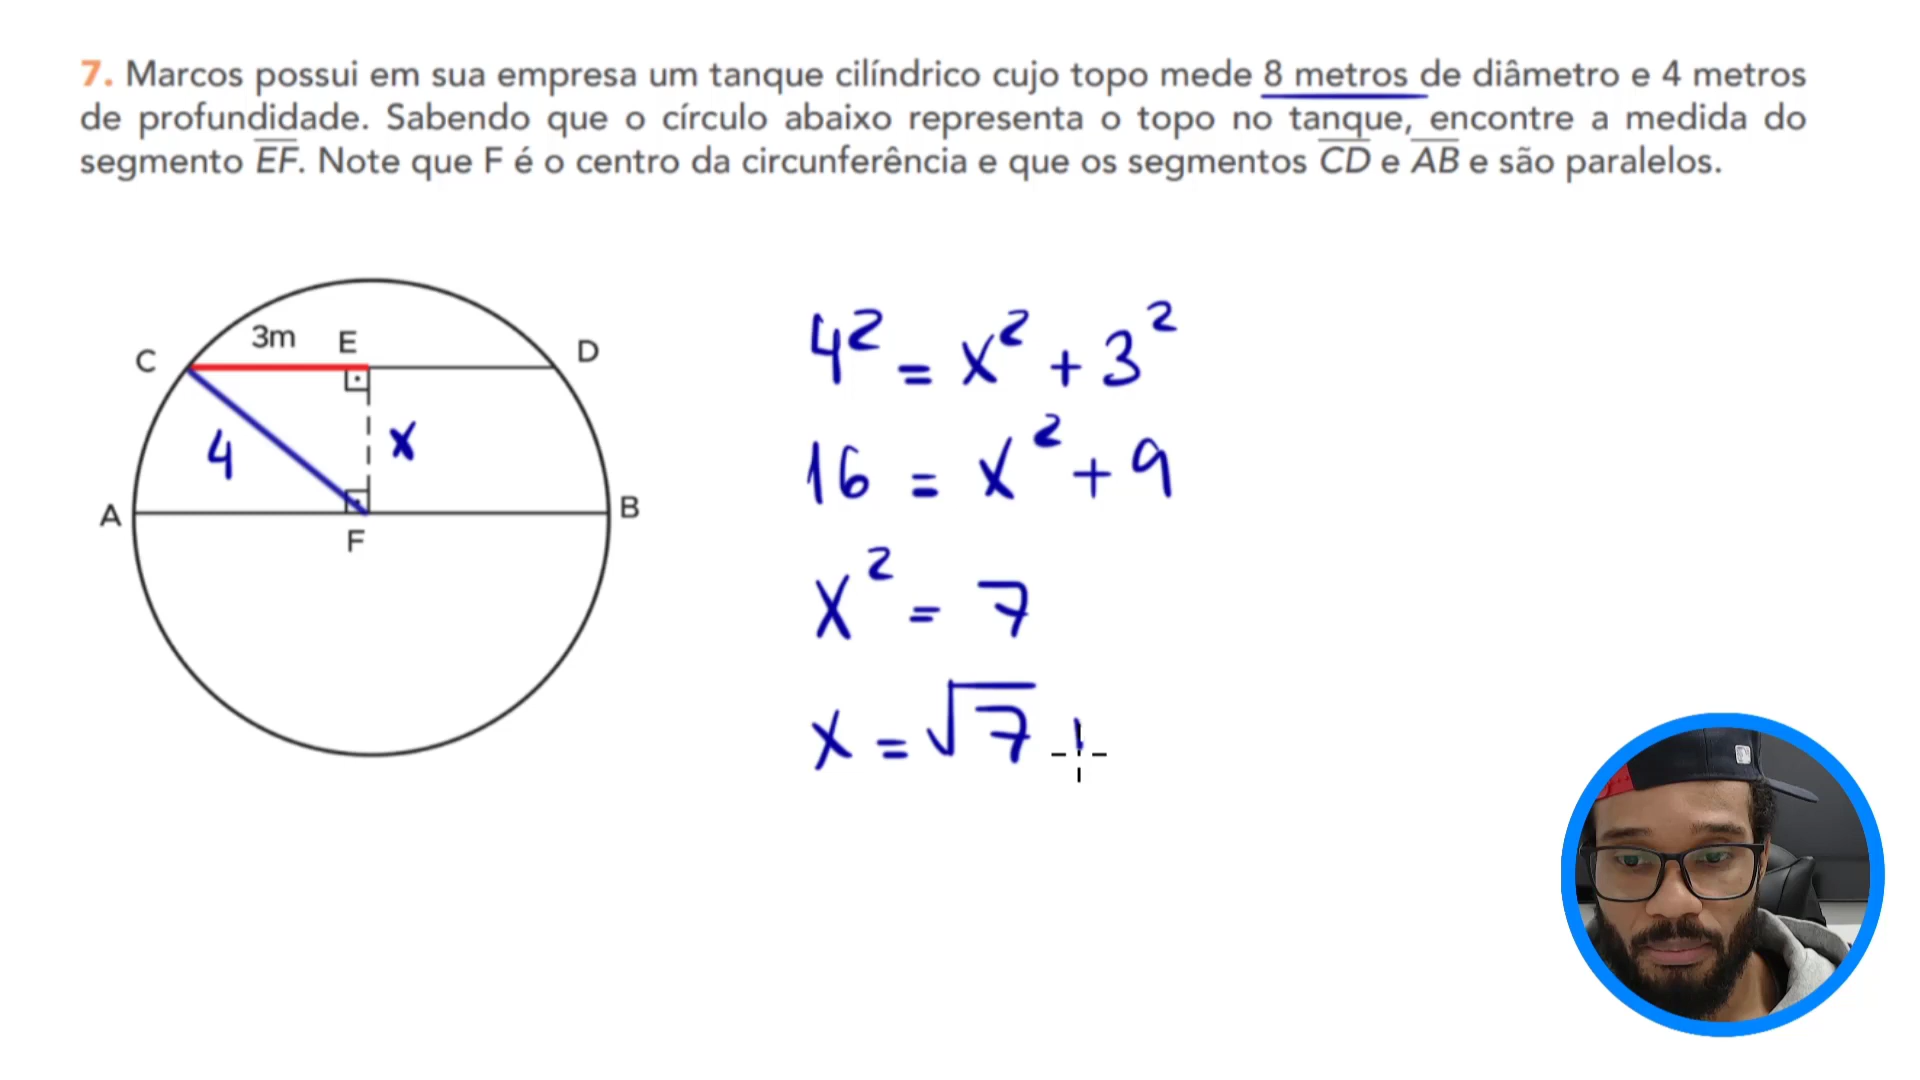 7. Marcos possui em sua empresa um tanque cilíndrico cujo topo mede 8 metros de diâmetro e 4 metros
de profundidade. Sabendo que o círculo abaixo representa o topo no tanque, encontre a medida do
segmento EF. Note que F é o centro da circunferência e que os segmentos CD e AB e são paralelos.
3m E
C D
4 x
A B
F
4² = x² + 3²
16 = x² + 9
x² = 7
x = √7